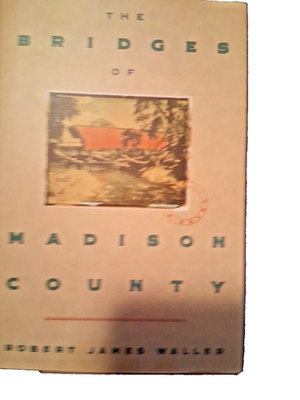 THE
BRIDGES
OF
MADISON
COUNTY
ROBERT JAMES WALLER